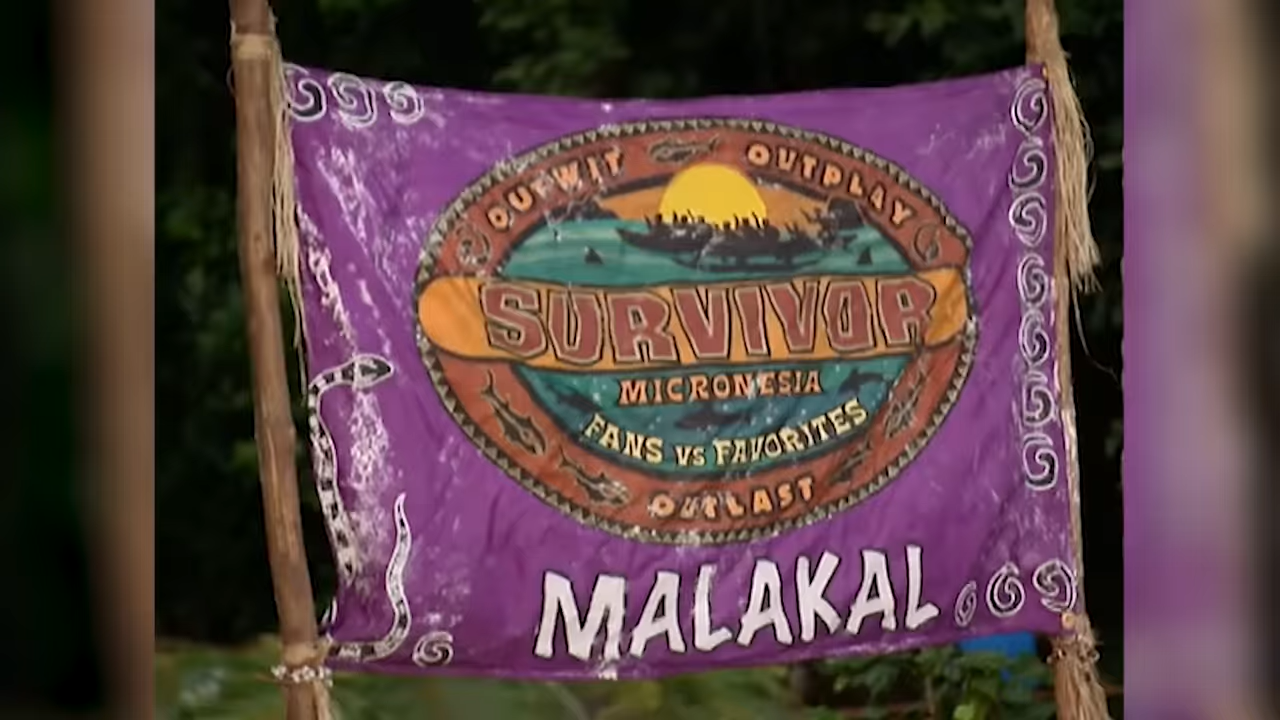 OUTWIT OUTPLAY
SURVIVOR
MICRONESIA
FANS VS FAVORITES
OUTLAST
MALAKAL